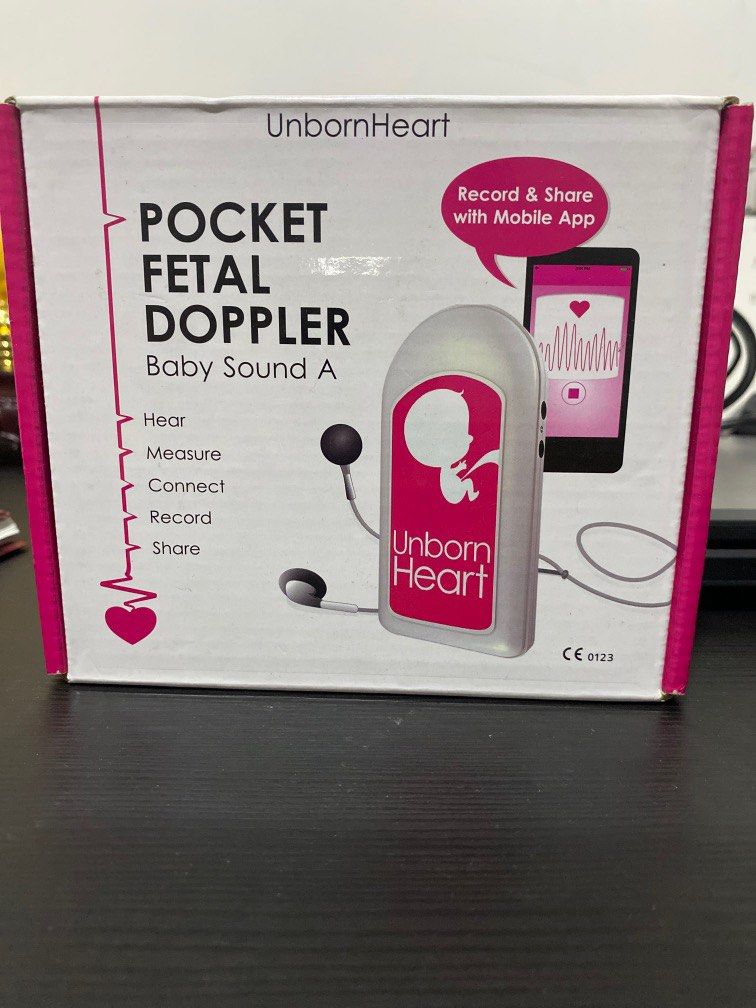 UnbornHeart
POCKET
FETAL
DOPPLER
Baby Sound A
Record & Share
with Mobile App
Hear
Measure
Connect
Record
Share
Unborn
Heart
CE 0123